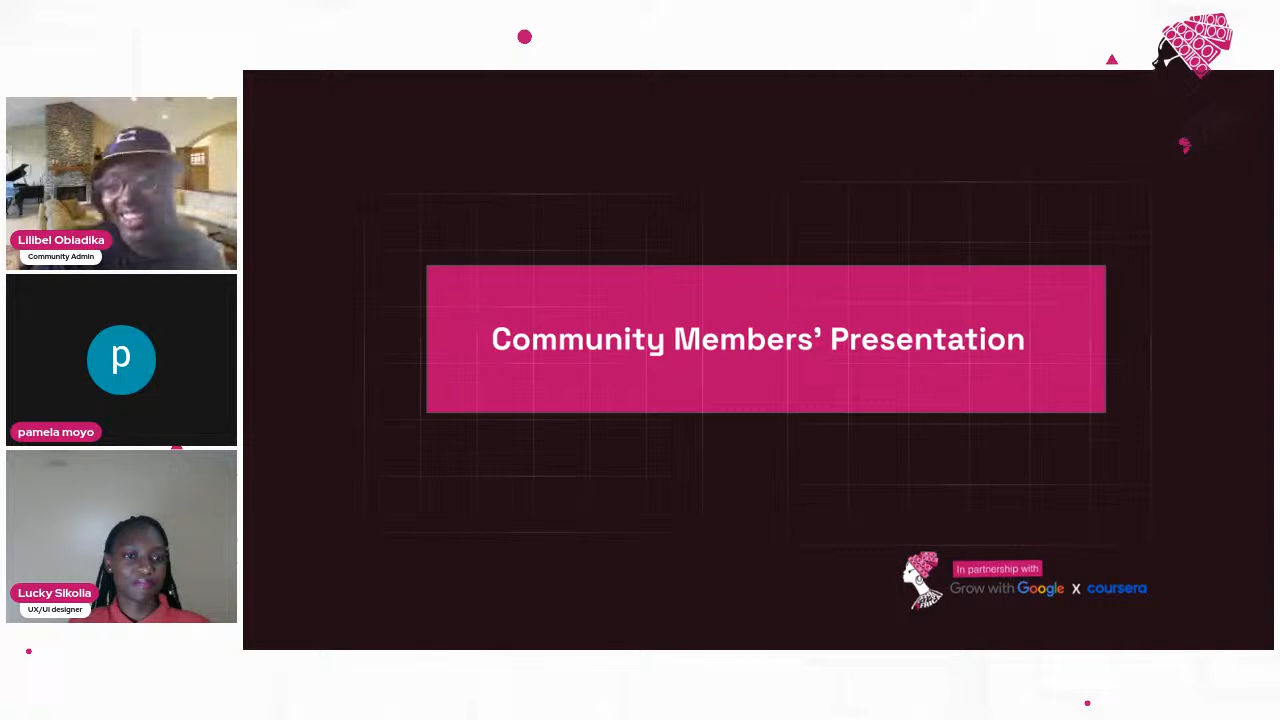 Lilibel Obiadika
Community Admin
pamela moyo
p
Lucky Sikolia
UX/UI designer
Community Members’ Presentation
In partnership with
Grow with Google X coursera